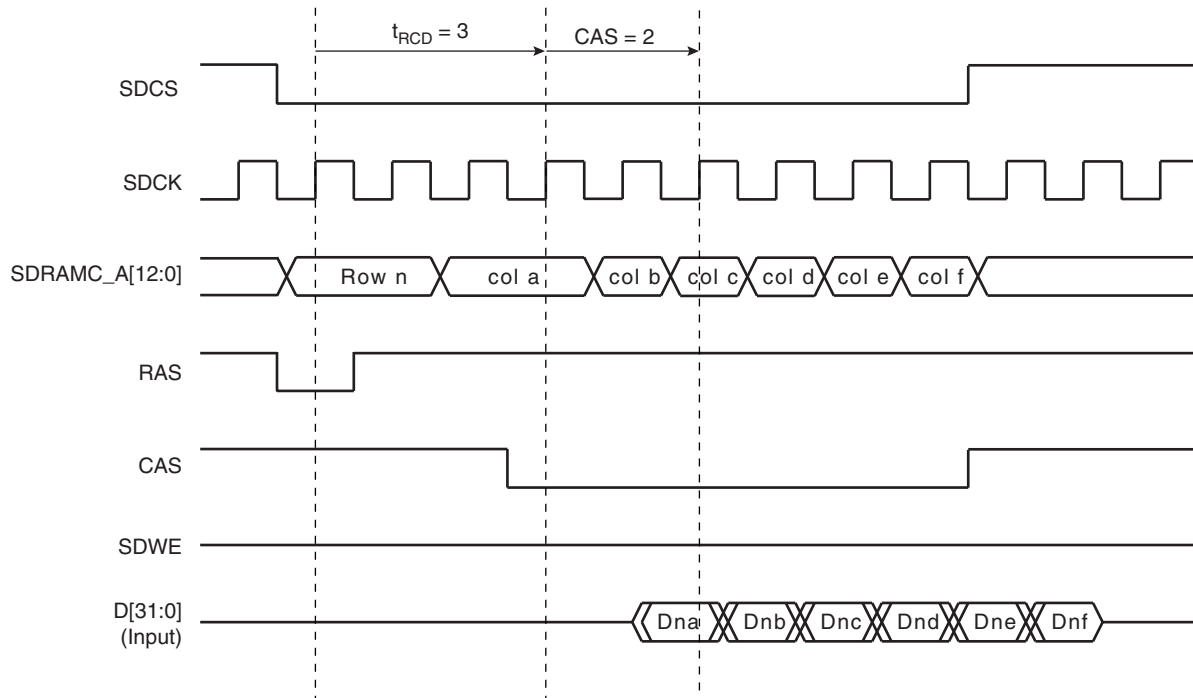 t_RCD = 3 CAS = 2
SDCS
SDCK
SDRAMC_A[12:0] Row n col a col b col c col d col e col f
RAS
CAS
SDWE
D[31:0]
(Input) Dna Dnb Dnc Dnd Dne Dnf